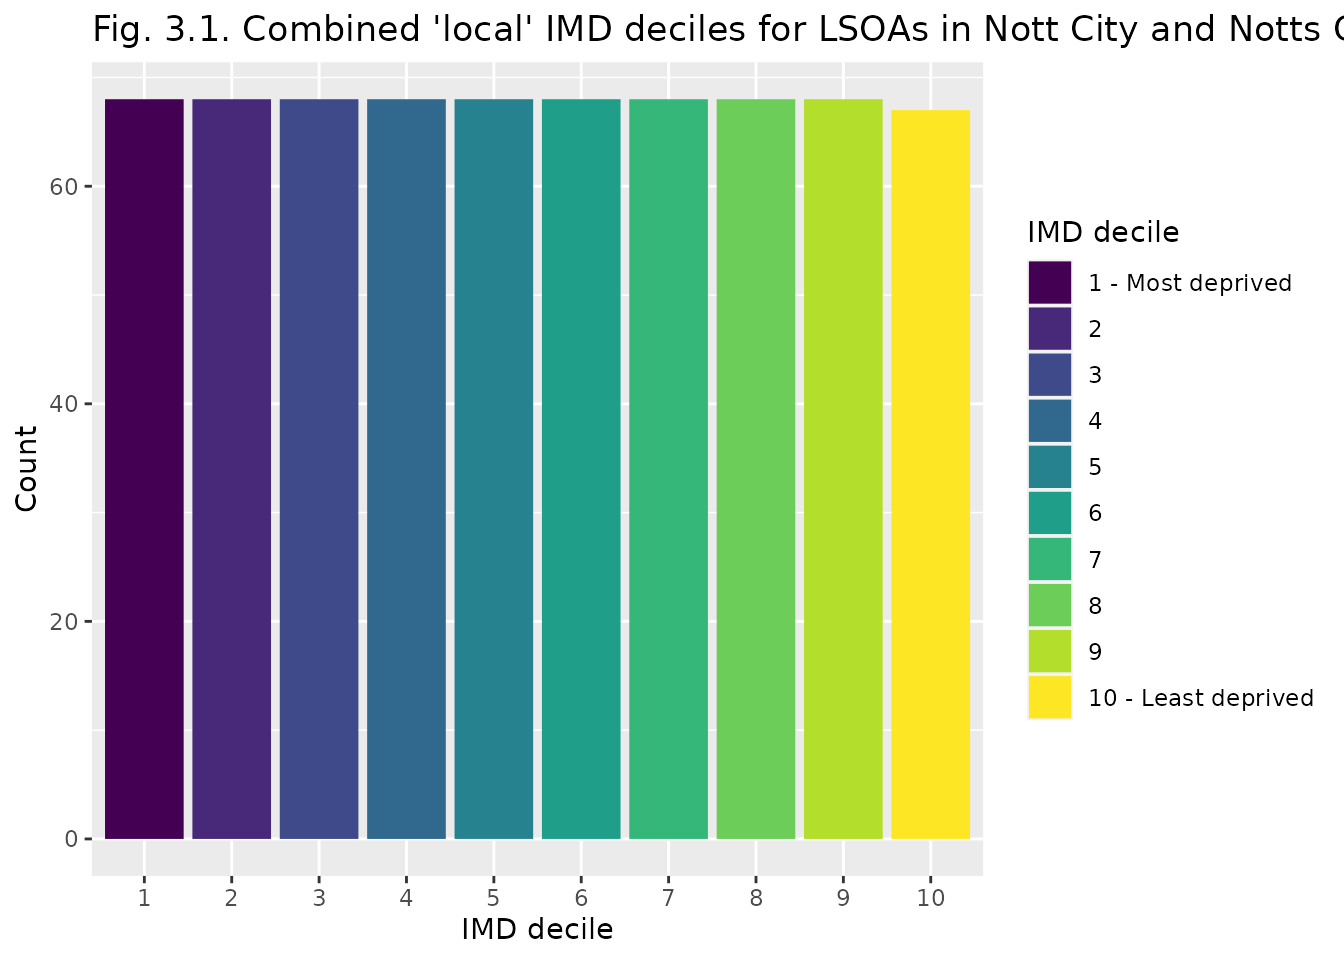 Fig. 3.1. Combined 'local' IMD deciles for LSOAs in Nott City and Notts
Count
60
40
20
0
1 2 3 4 5 6 7 8 9 10
IMD decile
IMD decile
1 - Most deprived
2
3
4
5
6
7
8
9
10 - Least deprived